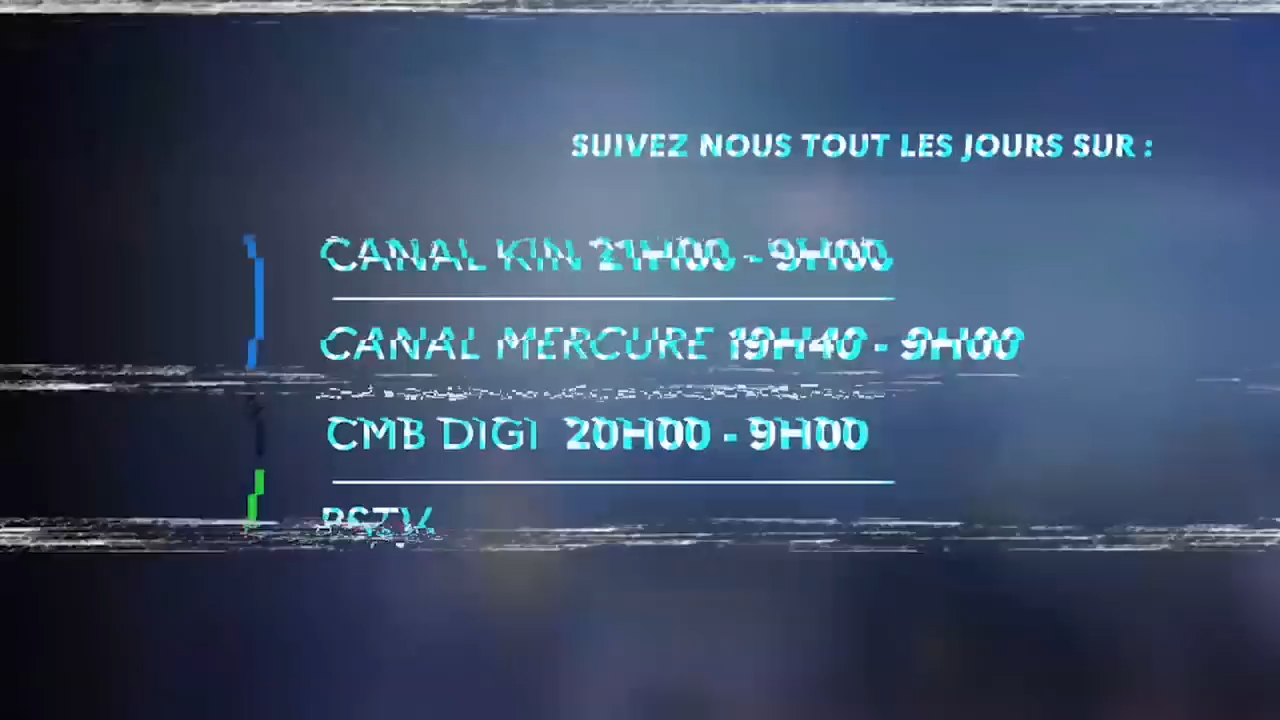 SUIVEZ NOUS TOUT LES JOURS SUR :
CANAL KIN 21H00 - 9H00
CANAL MERCURE 19H40 - 9H00
CMB DIGI 20H00 - 9H00